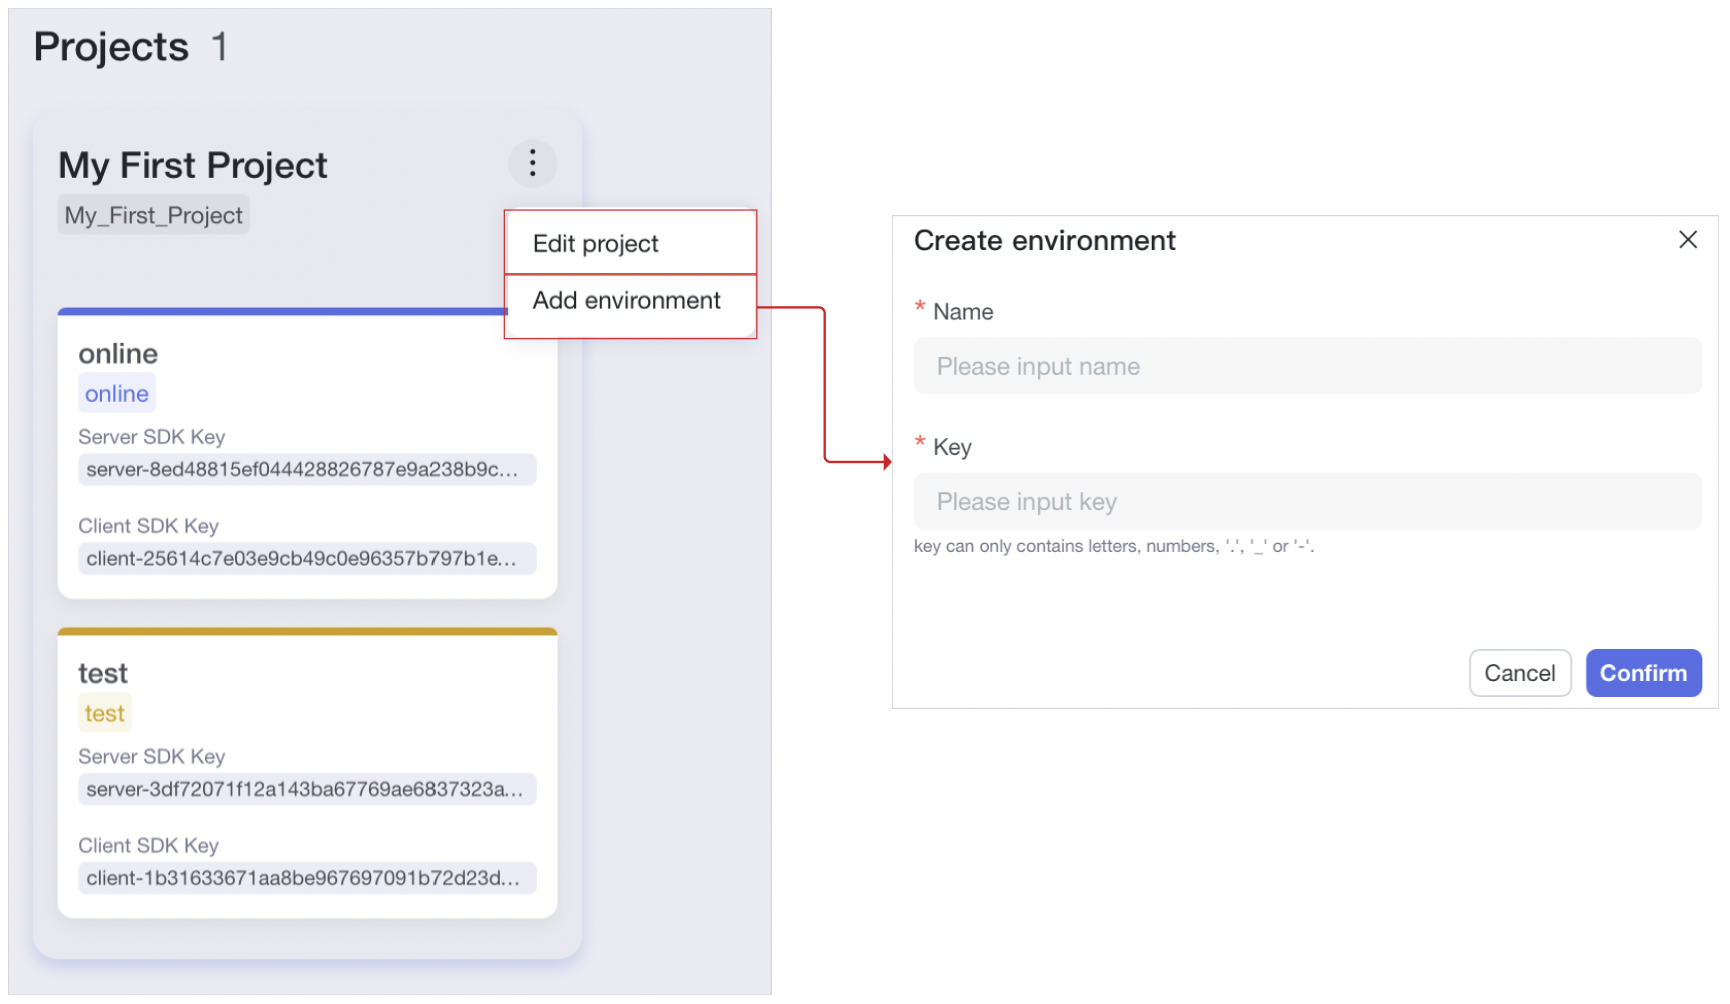 Projects 1
My First Project
My_First_Project
Edit project
Add environment
online
online
Server SDK Key
server-8ed48815ef044428826787e9a238b9c...
Client SDK Key
client-25614c7e03e9cb49c0e96357b797b1e...
test
test
Server SDK Key
server-3df72071f12a143ba67769ae6837323a...
Client SDK Key
client-1b31633671aa8be967697091b72d23d...
Create environment
* Name
Please input name
* Key
Please input key
key can only contains letters, numbers, '.', '_' or '-'.
Cancel
Confirm